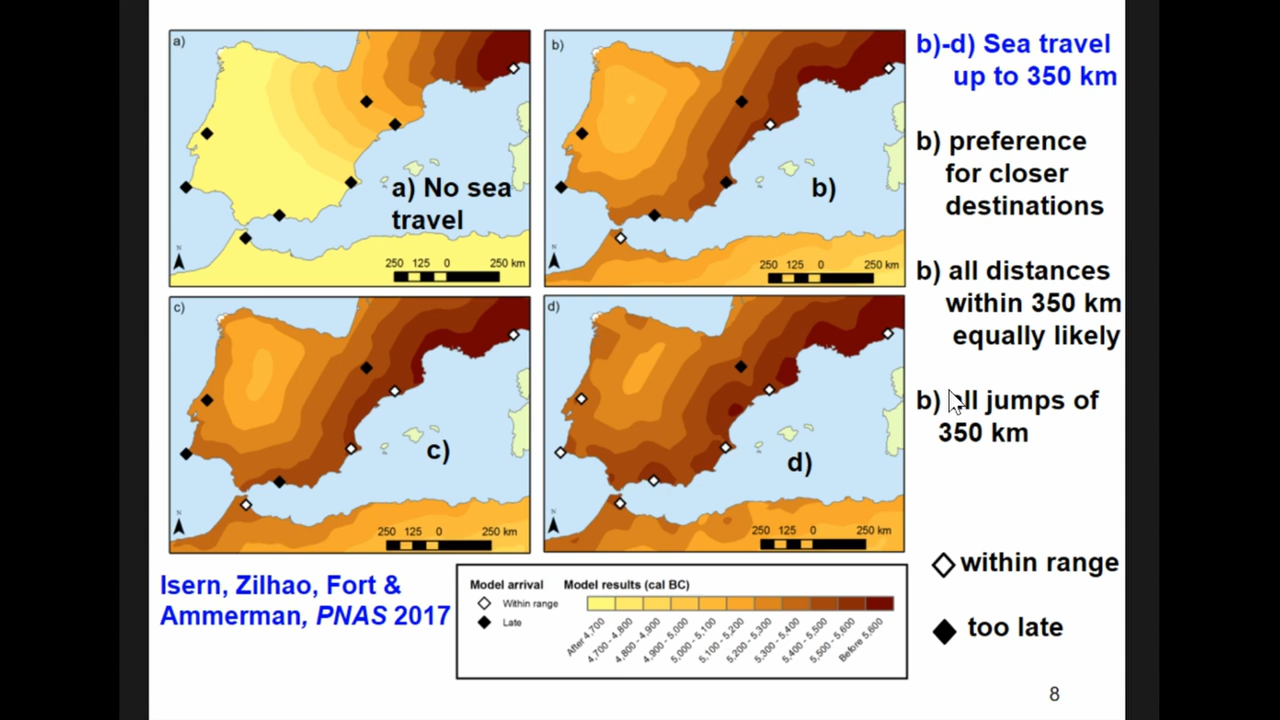 a)
a) No sea
travel
N
250 125 0 250 km
b)
b)
N
250 125 0 250 km
c)
c)
N
250 125 0 250 km
d)
d)
N
250 125 0 250 km
b)-d) Sea travel
up to 350 km
b) preference
for closer
destinations
b) all distances
within 350 km
equally likely
b) all jumps of
350 km
within range
too late
Isern, Zilhao, Fort &
Ammerman, PNAS 2017
Model arrival
Within range
Late
Model results (cal BC)
After 4,700
4,700 - 4,800
4,800 - 4,900
4,900 - 5,000
5,000 - 5,100
5,100 - 5,200
5,200 - 5,300
5,300 - 5,400
5,400 - 5,500
5,500 - 5,600
Before 5,600
8